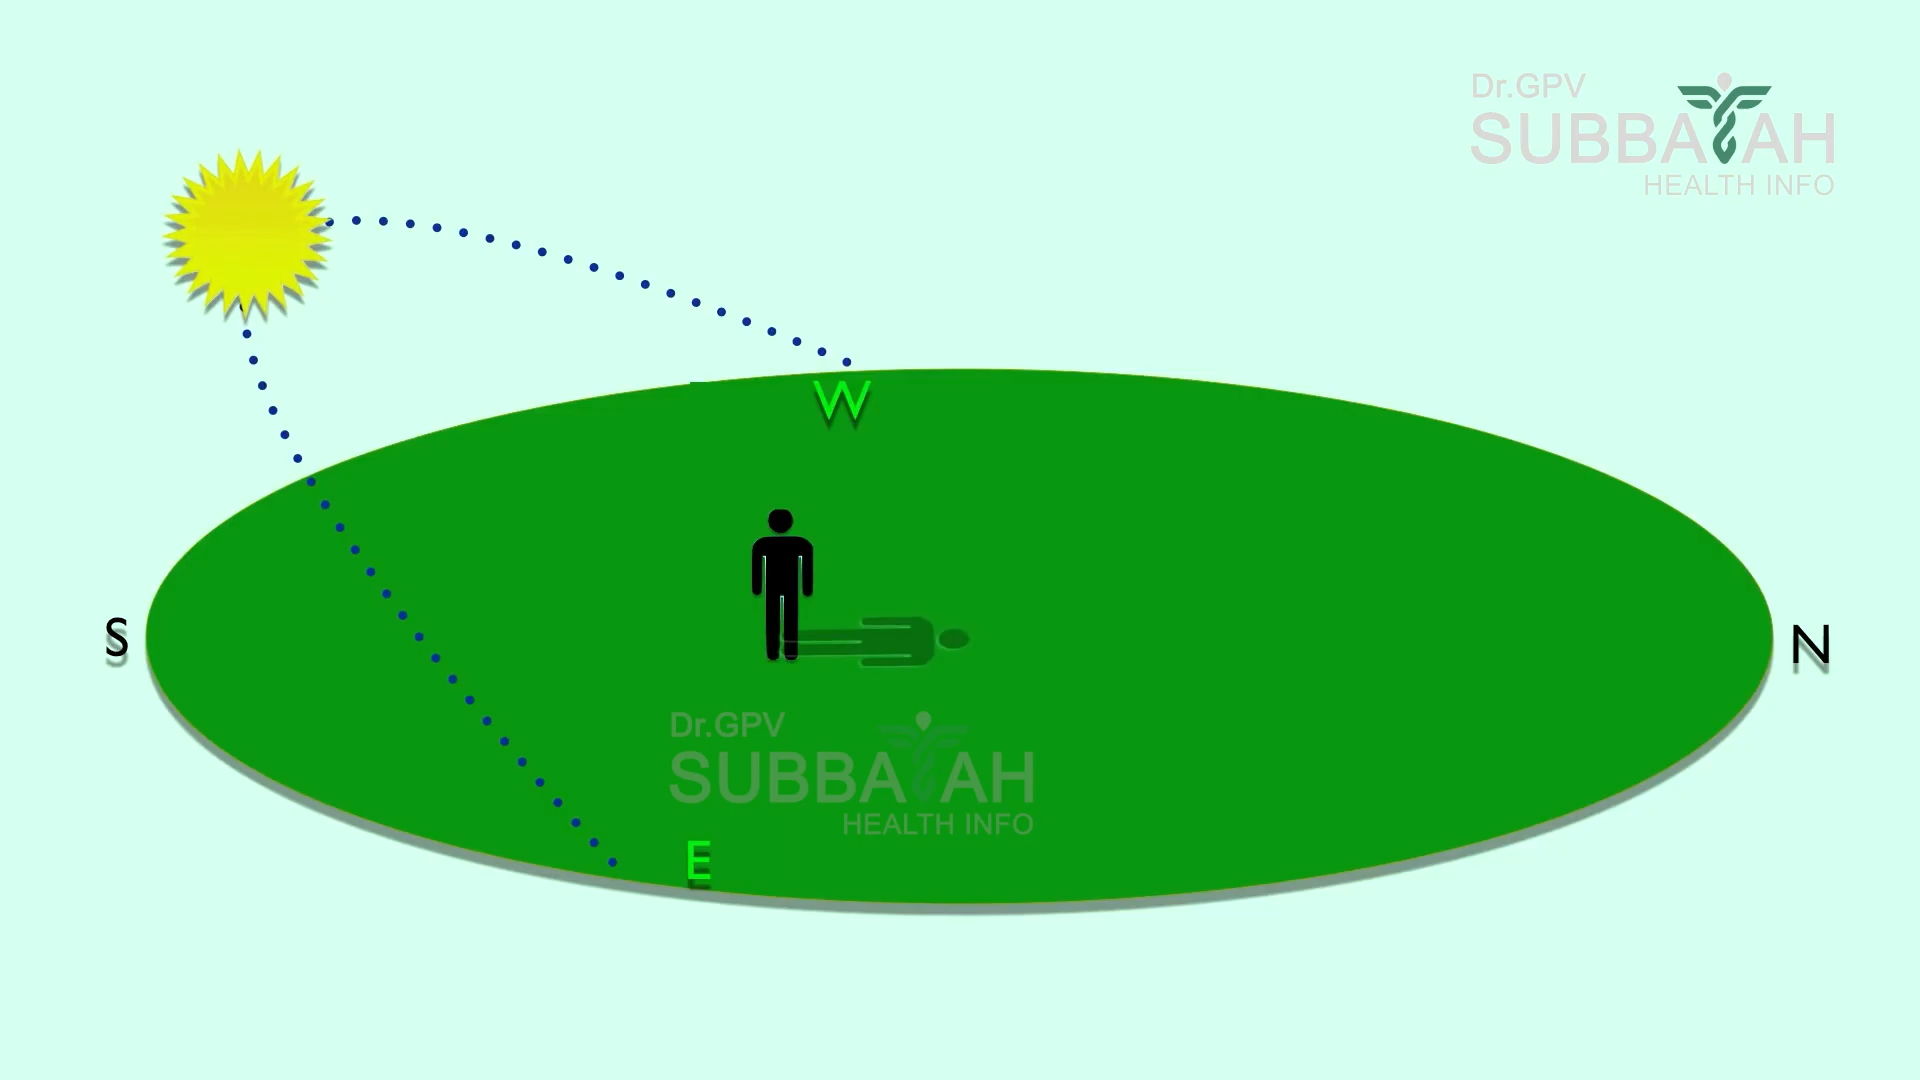 Dr.GPV
SUBBAIAH
HEALTH INFO
W
S
N
Dr.GPV
SUBBAIAH
HEALTH INFO
E